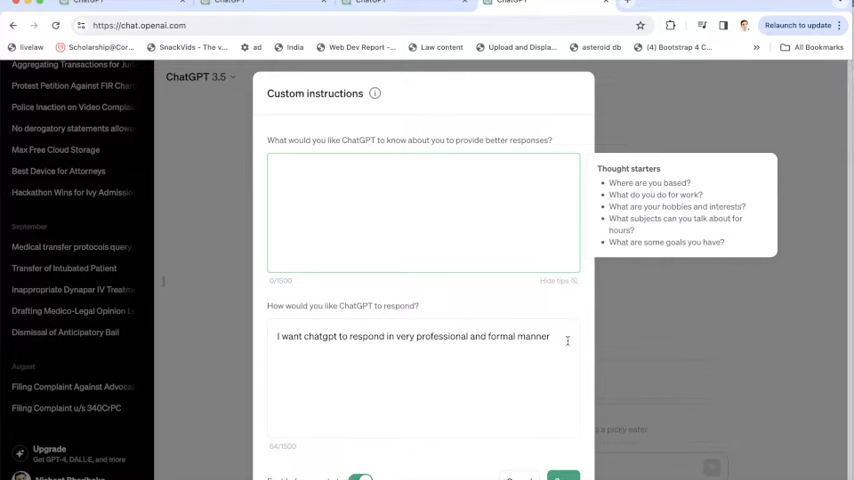 ChatGPT
ChatGPT
ChatGPT
ChatGPT
https://chat.openai.com
Relaunch to update
livelaw
Scholarship@Cor...
SnackVids - The v...
ad
India
Web Dev Report -...
Law content
Upload and Displa...
asteroid db
(4) Bootstrap 4 C...
»
All Bookmarks
Aggregating Transactions for Juri
Protest Petition Against FIR Char
Police Inaction on Video Complai
No derogatory statements allow
Max Free Cloud Storage
Best Device for Attorneys
Hackathon Wins for Ivy Admissio
September
Medical transfer protocols query
Transfer of Intubated Patient
Inappropriate Dynapar IV Treatm
Drafting Medico-Legal Opinion L
Dismissal of Anticipatory Bail
August
Filing Complaint Against Advoca
Filing Complaint u/s 340CrPC
Upgrade
Get GPT-4, DALL·E, and more
ChatGPT 3.5
Custom instructions
What would you like ChatGPT to know about you to provide better responses?
0/1500
Hide tips
Thought starters
• Where are you based?
• What do you do for work?
• What are your hobbies and interests?
• What subjects can you talk about for
hours?
• What are some goals you have?
How would you like ChatGPT to respond?
I want chatgpt to respond in very professional and formal manner
64/1500
s a picky eater